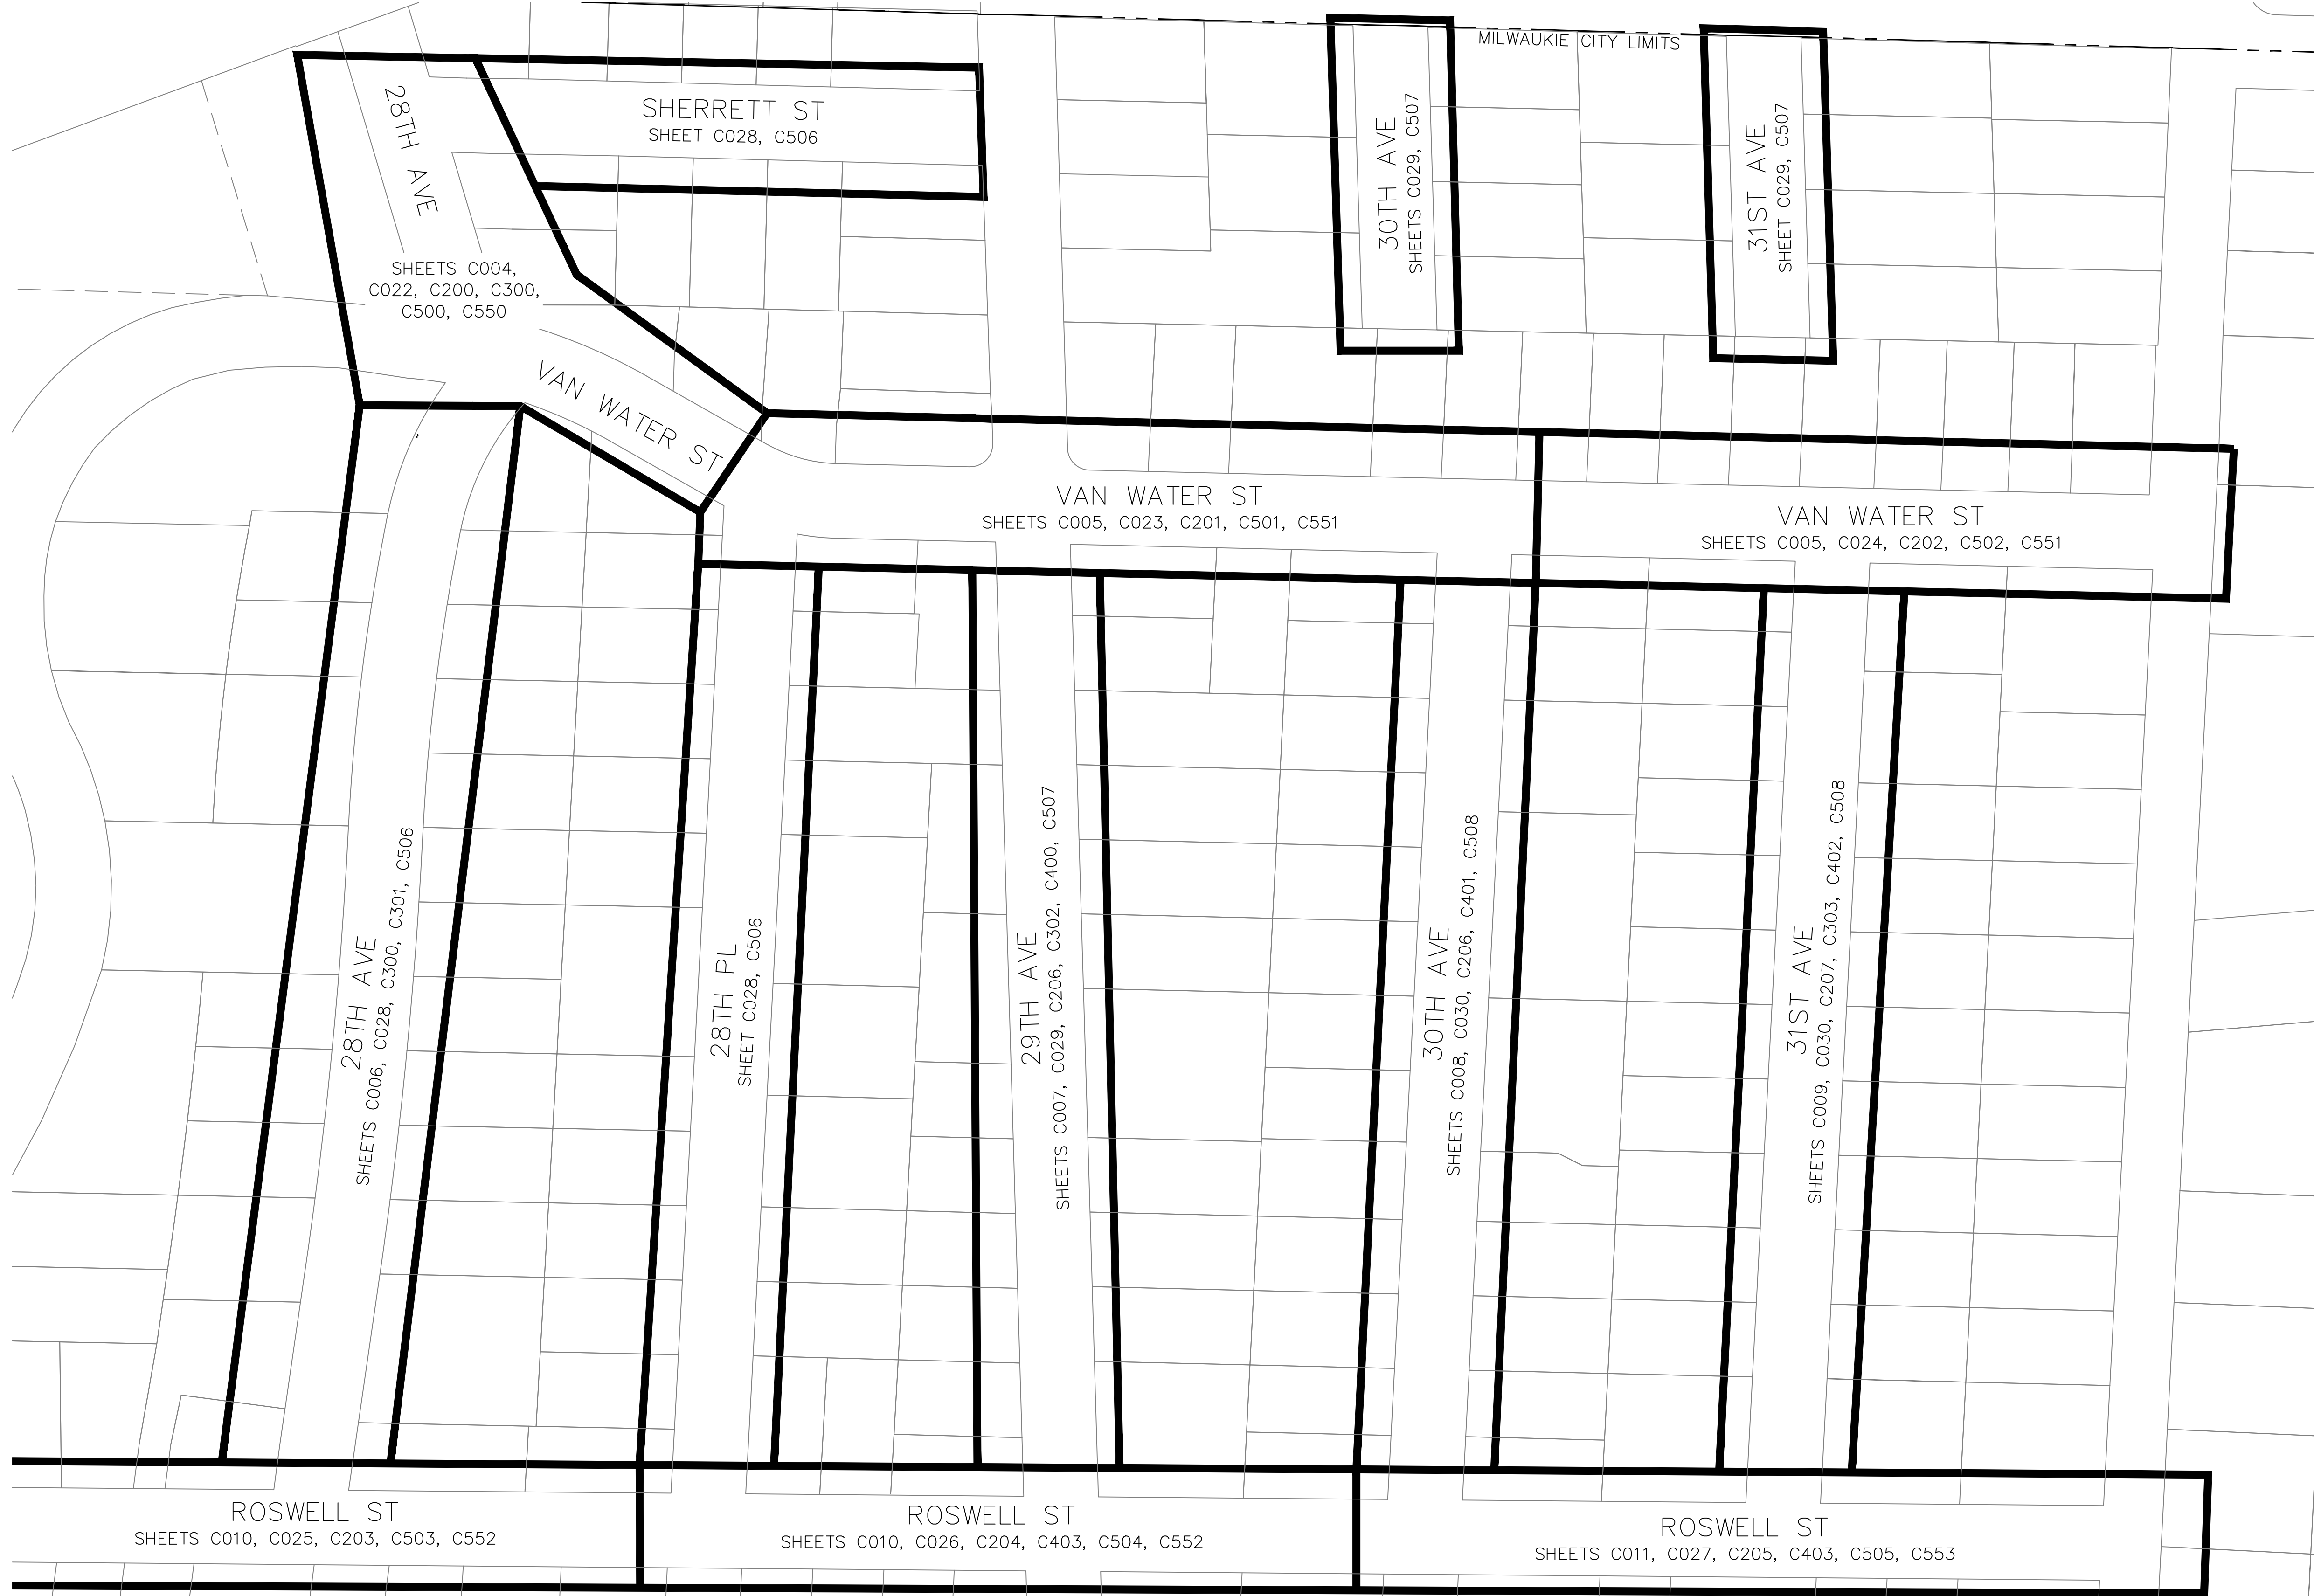 MILWAUKIE CITY LIMITS
28TH AVE
SHERRETT ST
SHEET C028, C506
30TH AVE
SHEETS C029, C507
31ST AVE
SHEET C029, C507
SHEETS C004,
C022, C200, C300,
C500, C550
VAN WATER ST
VAN WATER ST
SHEETS C005, C023, C201, C501, C551
VAN WATER ST
SHEETS C005, C024, C202, C502, C551
28TH AVE
SHEETS C006, C028, C300, C301, C506
28TH PL
SHEET C028, C506
29TH AVE
SHEETS C007, C029, C206, C302, C400, C507
30TH AVE
SHEETS C008, C030, C206, C401, C508
31ST AVE
SHEETS C009, C030, C207, C303, C402, C508
ROSWELL ST
SHEETS C010, C025, C203, C503, C552
ROSWELL ST
SHEETS C010, C026, C204, C403, C504, C552
ROSWELL ST
SHEETS C011, C027, C205, C403, C505, C553